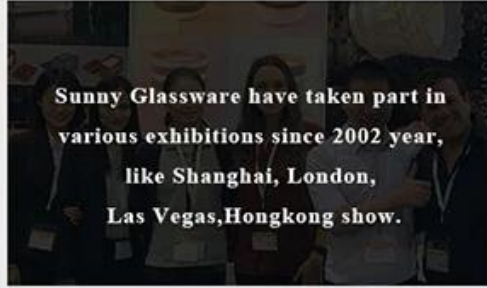 Sunny Glassware have taken part in
various exhibitions since 2002 year,
like Shanghai, London,
Las Vegas,Hongkong show.